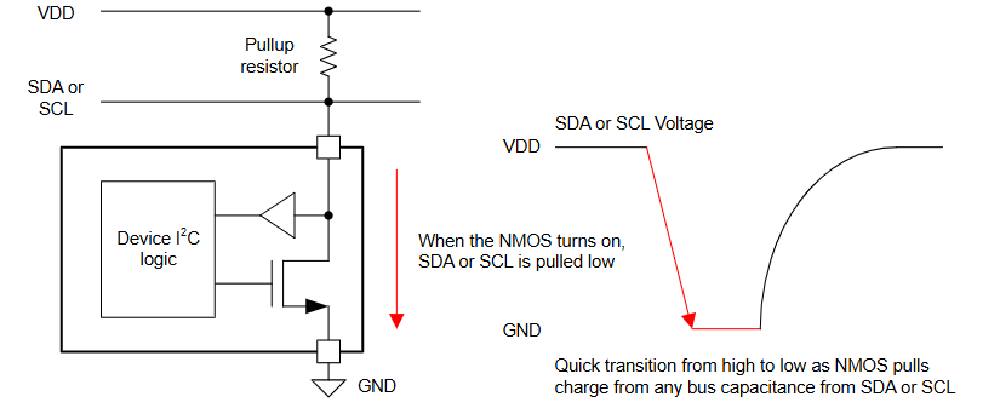 VDD
Pullup
resistor
SDA or
SCL
Device I²C
logic
When the NMOS turns on,
SDA or SCL is pulled low
GND
SDA or SCL Voltage
VDD
GND
Quick transition from high to low as NMOS pulls
charge from any bus capacitance from SDA or SCL